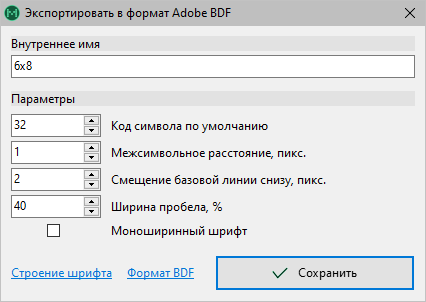 Экспортировать в формат Adobe BDF
Внутреннее имя
6x8
Параметры
32 Код символа по умолчанию
1 Межсимвольное расстояние, пикс.
2 Смещение базовой линии снизу, пикс.
40 Ширина пробела, %
Моноширинный шрифт
Строение шрифта Формат BDF Сохранить